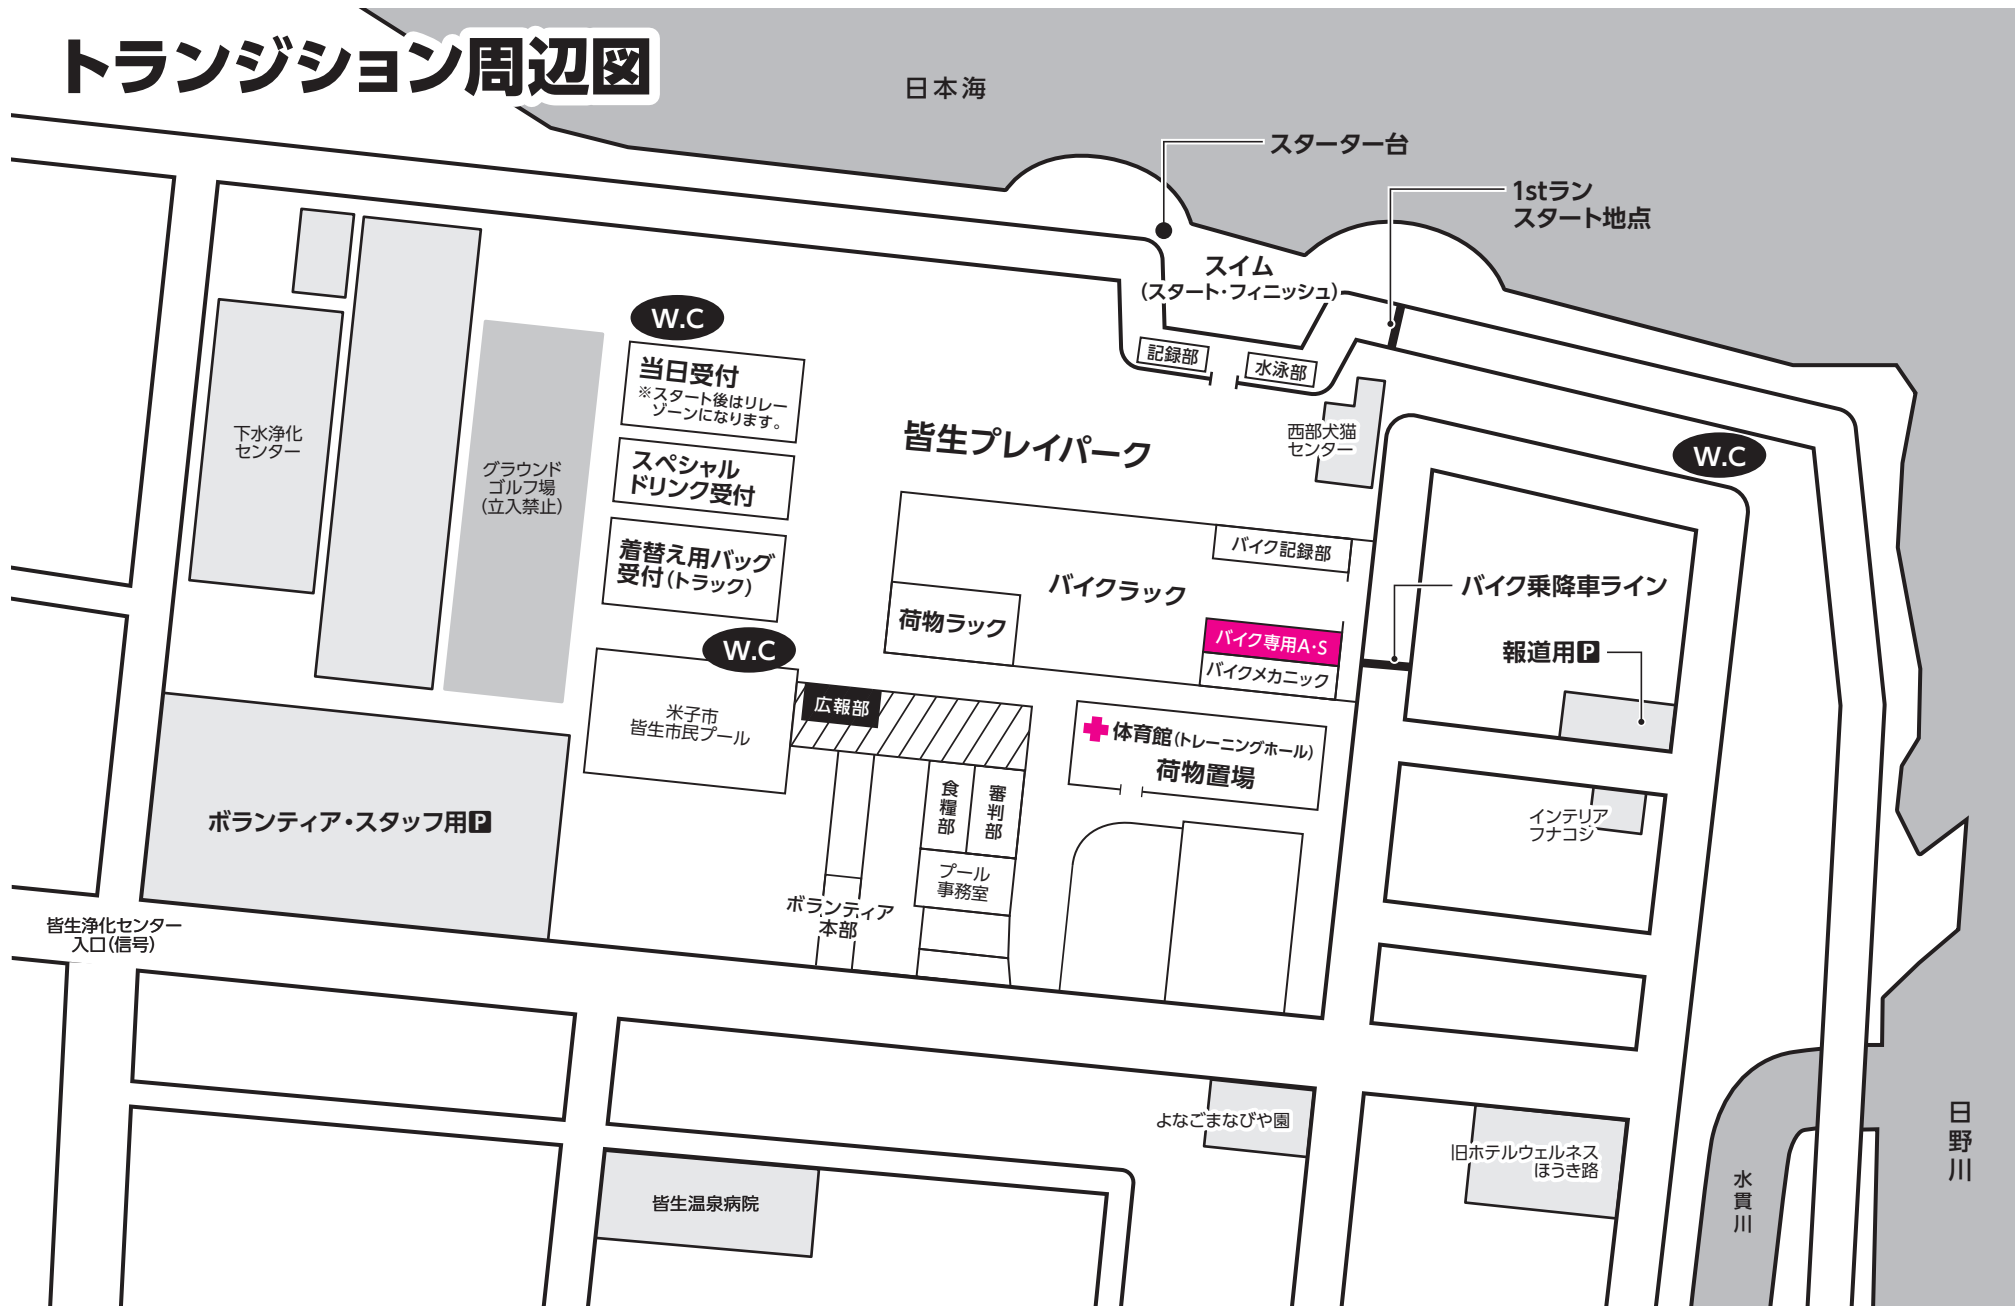 トランジション周辺図
日本海
スターター台
1stラン
スタート地点
スイム
(スタート・フィニッシュ)
W.C
記録部
水泳部
当日受付
※スタート後はリレー
ゾーンになります。
下水浄化
センター
グラウンド
ゴルフ場
(立入禁止)
スペシャル
ドリンク受付
皆生プレイパーク
西部犬猫
センター
W.C
着替え用バッグ
受付(トラック)
バイク記録部
バイクラック
バイク乗降車ライン
荷物ラック
バイク専用A・S
バイクメカニック
報道用P
W.C
米子市
皆生市民プール
広報部
体育館(トレーニングホール)
荷物置場
ボランティア・スタッフ用P
食糧部
審判部
インテリア
フナコシ
プール
事務室
ボランティア
本部
皆生浄化センター
入口(信号)
よなごまなびや園
旧ホテルウェルネス
ほうき路
皆生温泉病院
水貫川
日野川